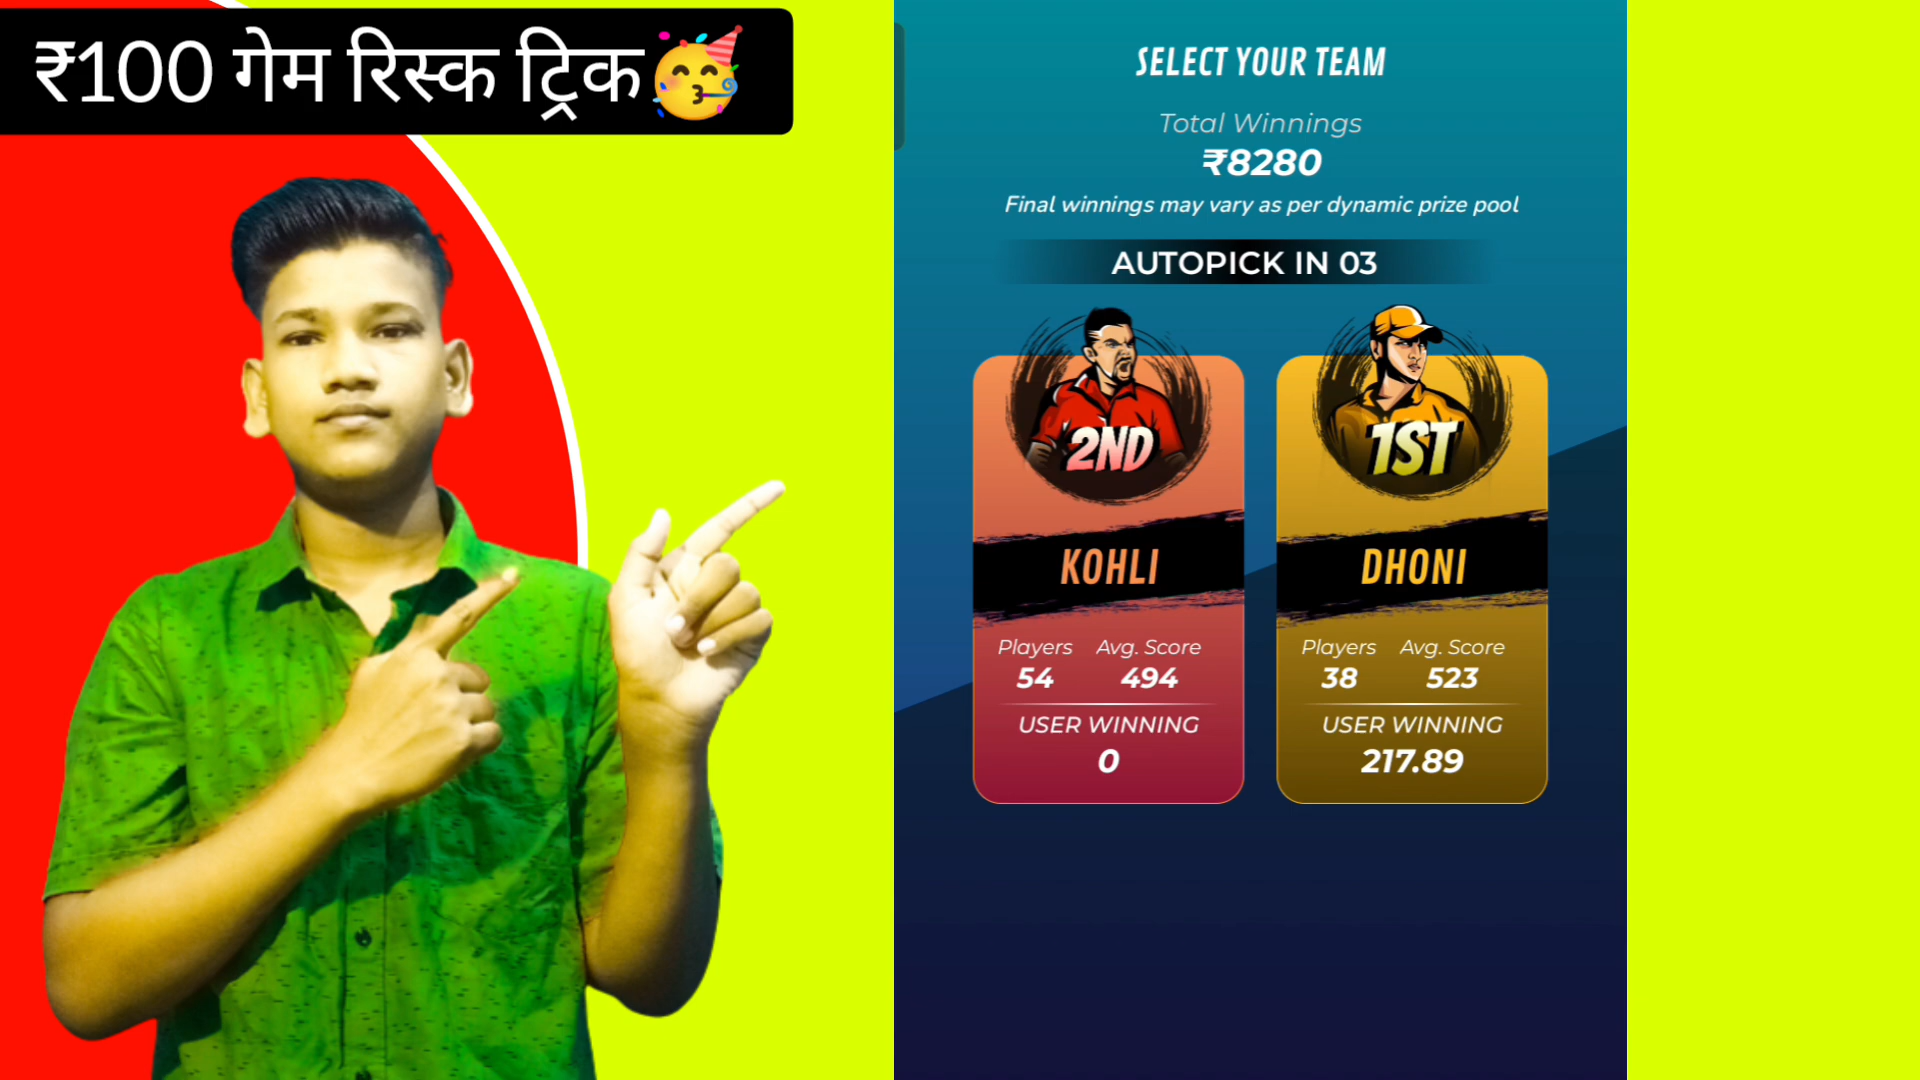 ₹100 गेम रिस्क ट्रिक🥳
SELECT YOUR TEAM
Total Winnings
₹8280
Final winnings may vary as per dynamic prize pool
AUTOPICK IN 03
2ND
KOHLI
Players Avg. Score
54 494
USER WINNING
0
1ST
DHONI
Players Avg. Score
38 523
USER WINNING
217.89